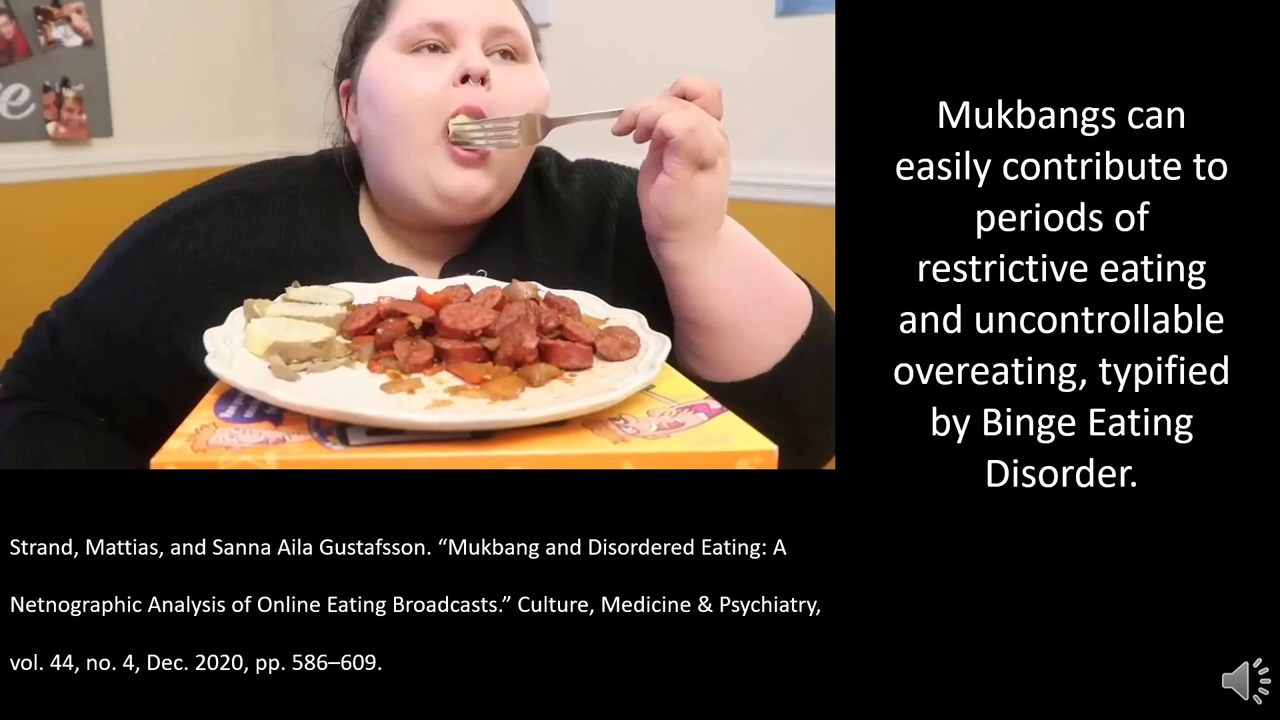 Mukbangs can
easily contribute to
periods of
restrictive eating
and uncontrollable
overeating, typified
by Binge Eating
Disorder.
Strand, Mattias, and Sanna Aila Gustafsson. “Mukbang and Disordered Eating: A
Netnographic Analysis of Online Eating Broadcasts.” Culture, Medicine & Psychiatry,
vol. 44, no. 4, Dec. 2020, pp. 586–609.